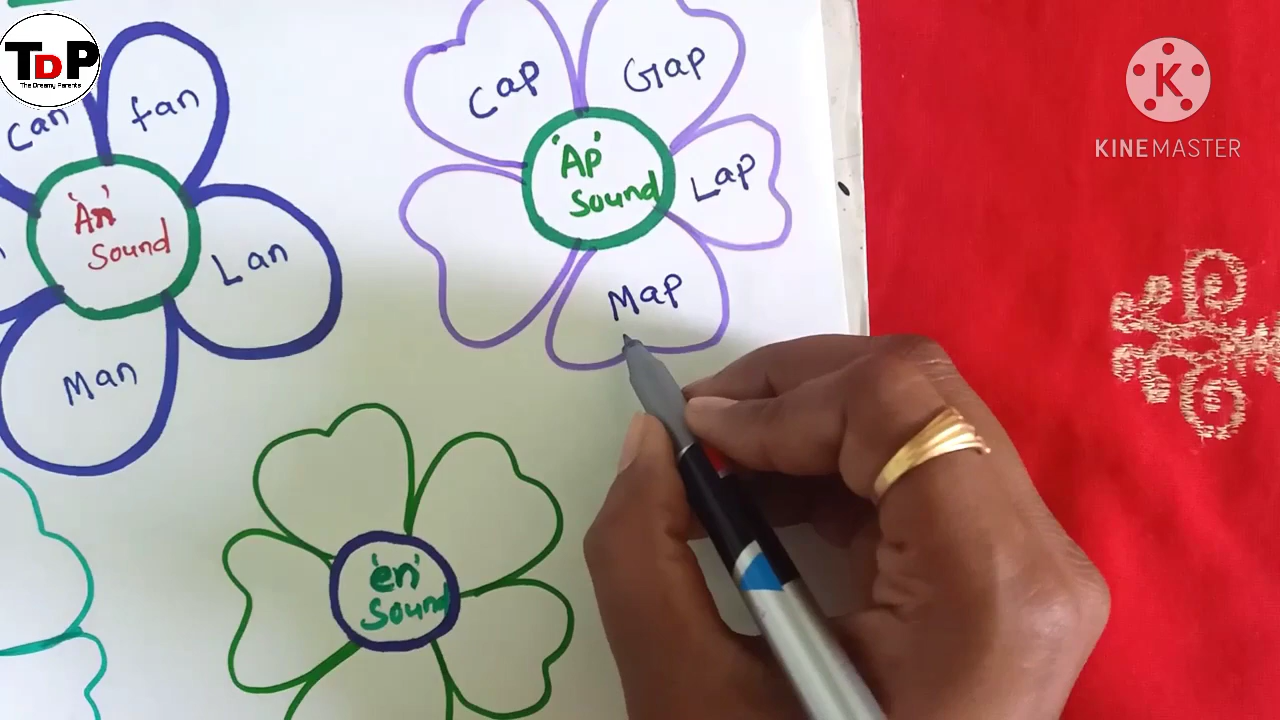 TDP
The Dreamy Parents
K
KINEMASTER
Can
fan
'An'
Sound
Lan
Man
Cap
Gap
'Ap'
Sound
Lap
Map
'en'
Sound